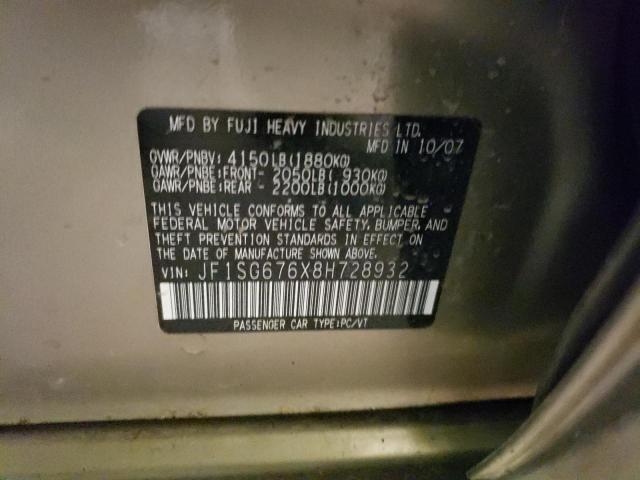 MFD BY FUJI HEAVY INDUSTRIES LTD.
MFD IN 10/07
GVWR/PNBV: 4150LB(1880KG)
GAWR/PNBE:FRONT- 2050LB( 930KG)
GAWR/PNBE:REAR - 2200LB(1000KG)
THIS VEHICLE CONFORMS TO ALL APPLICABLE
FEDERAL MOTOR VEHICLE SAFETY, BUMPER, AND
THEFT PREVENTION STANDARDS IN EFFECT ON
THE DATE OF MANUFACTURE SHOWN ABOVE.
VIN: JF1SG676X8H728932
PASSENGER CAR TYPE:PC/VT